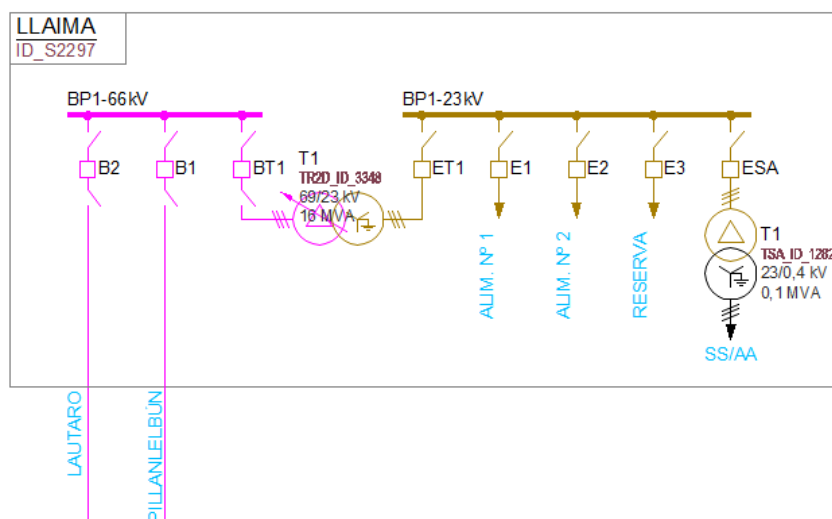 LLAIMA
ID_S2297
BP1-66kV
BP1-23kV
B2
B1
BT1
T1
TR2D_ID_3348
69/23 kV
16 MVA
ET1
E1
E2
E3
ESA
T1
TSA_ID_1282
23/0,4 kV
0,1 MVA
ALIM. Nº 1
ALIM. Nº 2
RESERVA
SS/AA
LAUTARO
PILLANLELBÚN